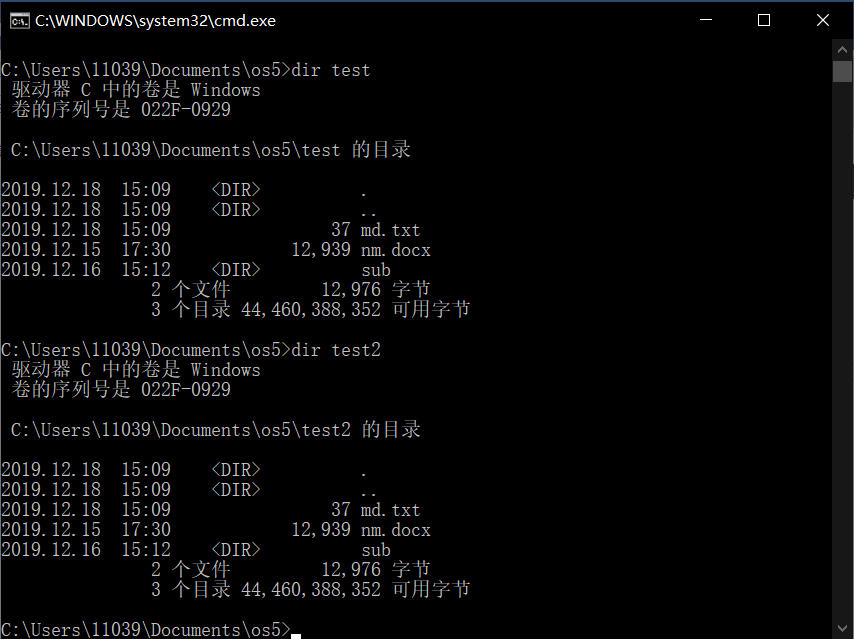 C:\WINDOWS\system32\cmd.exe
C:\Users\11039\Documents\os5>dir test
驱动器 C 中的卷是 Windows
卷的序列号是 022F-0929
C:\Users\11039\Documents\os5\test 的目录
2019.12.18  15:09    <DIR>          .
2019.12.18  15:09    <DIR>          ..
2019.12.18  15:09                37 md.txt
2019.12.15  17:30            12,939 nm.docx
2019.12.16  15:12    <DIR>          sub
2 个文件         12,976 字节
3 个目录 44,460,388,352 可用字节
C:\Users\11039\Documents\os5>dir test2
驱动器 C 中的卷是 Windows
卷的序列号是 022F-0929
C:\Users\11039\Documents\os5\test2 的目录
2019.12.18  15:09    <DIR>          .
2019.12.18  15:09    <DIR>          ..
2019.12.18  15:09                37 md.txt
2019.12.15  17:30            12,939 nm.docx
2019.12.16  15:12    <DIR>          sub
2 个文件         12,976 字节
3 个目录 44,460,388,352 可用字节
C:\Users\11039\Documents\os5>